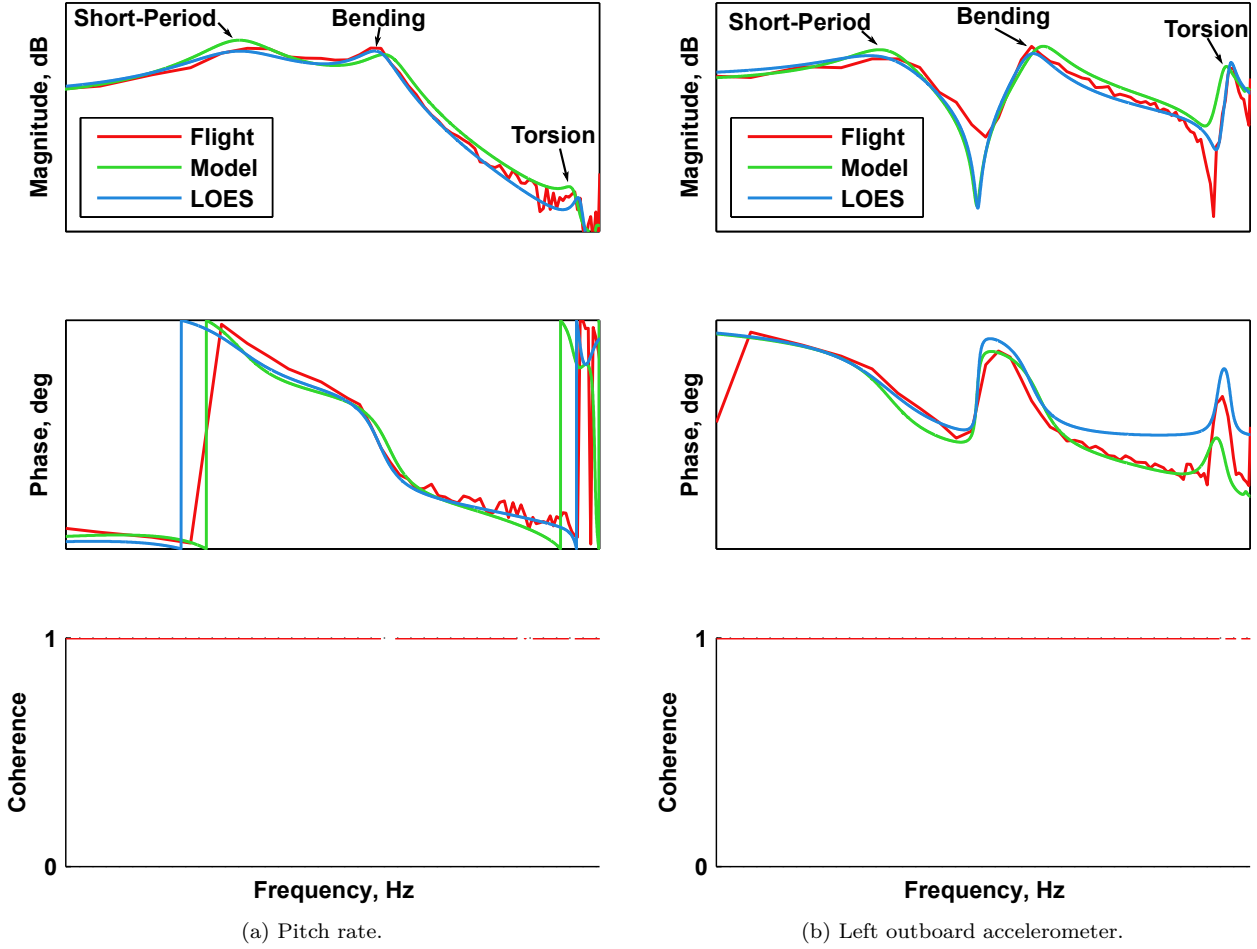 Short-Period
Bending
Torsion
Magnitude, dB
Flight
Model
LOES
Phase, deg
1
Coherence
0
Frequency, Hz
(a) Pitch rate.
Short-Period
Bending
Torsion
Magnitude, dB
Flight
Model
LOES
Phase, deg
1
Coherence
0
Frequency, Hz
(b) Left outboard accelerometer.